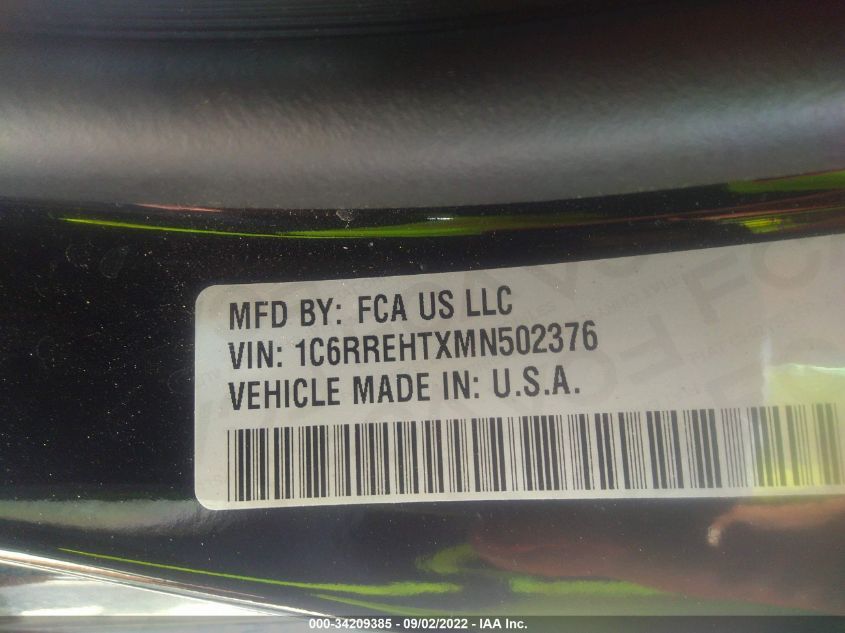 MFD BY: FCA US LLC
VIN: 1C6RREHTXMN502376
VEHICLE MADE IN: U.S.A.
000-34209385 - 09/02/2022 - IAA Inc.